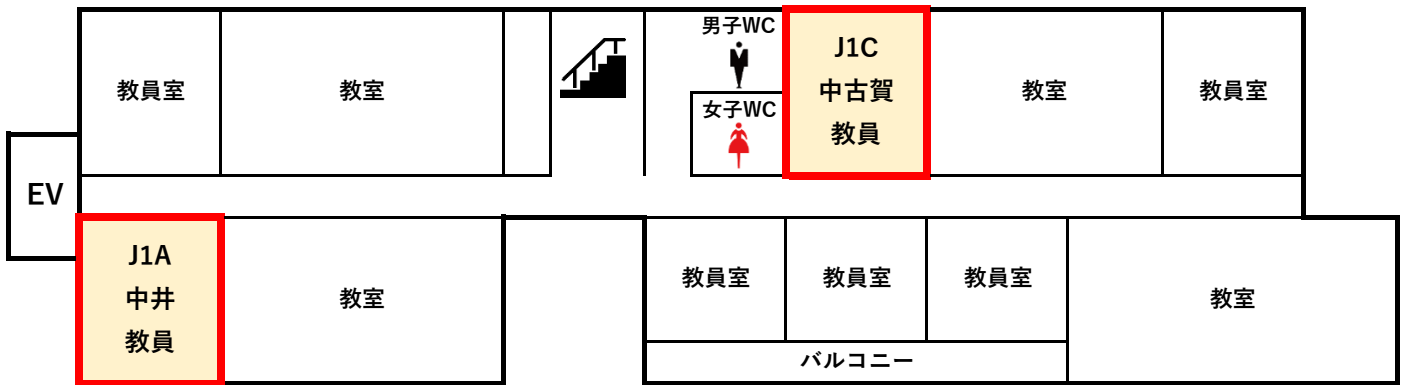 男子WC
J1C
中古賀
教員
教員室
教室
女子WC
教室
教員室
EV
J1A
中井
教員
教室
教員室
教員室
教員室
教室
バルコニー